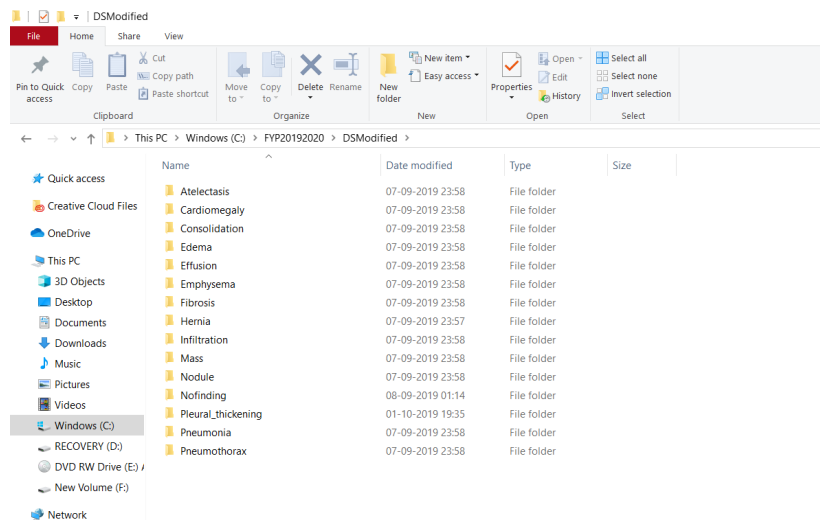 DSModified
File Home Share View
Pin to Quick access
Copy
Paste
Cut
Copy path
Paste shortcut
Clipboard
Move to
Copy to
Delete
Rename
Organize
New folder
New item
Easy access
New
Properties
Open
Edit
History
Open
Select all
Select none
Invert selection
Select
> This PC > Windows (C:) > FYP20192020 > DSModified >
Name Date modified Type Size
Quick access
Creative Cloud Files
OneDrive
This PC
3D Objects
Desktop
Documents
Downloads
Music
Pictures
Videos
Windows (C:)
RECOVERY (D:)
DVD RW Drive (E:)
New Volume (F:)
Network
Atelectasis 07-09-2019 23:58 File folder
Cardiomegaly 07-09-2019 23:58 File folder
Consolidation 07-09-2019 23:58 File folder
Edema 07-09-2019 23:58 File folder
Effusion 07-09-2019 23:58 File folder
Emphysema 07-09-2019 23:58 File folder
Fibrosis 07-09-2019 23:58 File folder
Hernia 07-09-2019 23:57 File folder
Infiltration 07-09-2019 23:58 File folder
Mass 07-09-2019 23:58 File folder
Nodule 07-09-2019 23:58 File folder
Nofinding 08-09-2019 01:14 File folder
Pleural_thickening 01-10-2019 19:35 File folder
Pneumonia 07-09-2019 23:58 File folder
Pneumothorax 07-09-2019 23:58 File folder